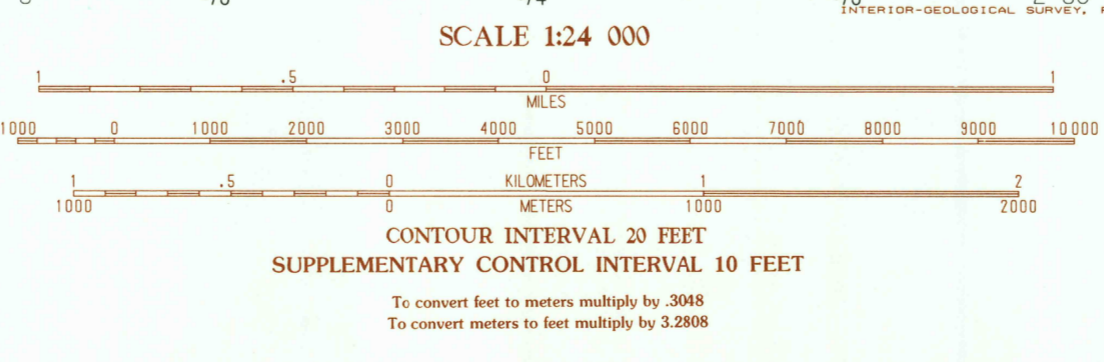 INTERIOR-GEOLOGICAL SURVEY,
SCALE 1:24 000
1 .5 0 1
MILES
1000 0 1000 2000 3000 4000 5000 6000 7000 8000 9000 10 000
FEET
1 .5 0 KILOMETERS 1 2
1000 0 METERS 1000 2000
CONTOUR INTERVAL 20 FEET
SUPPLEMENTARY CONTROL INTERVAL 10 FEET
To convert feet to meters multiply by .3048
To convert meters to feet multiply by 3.2808